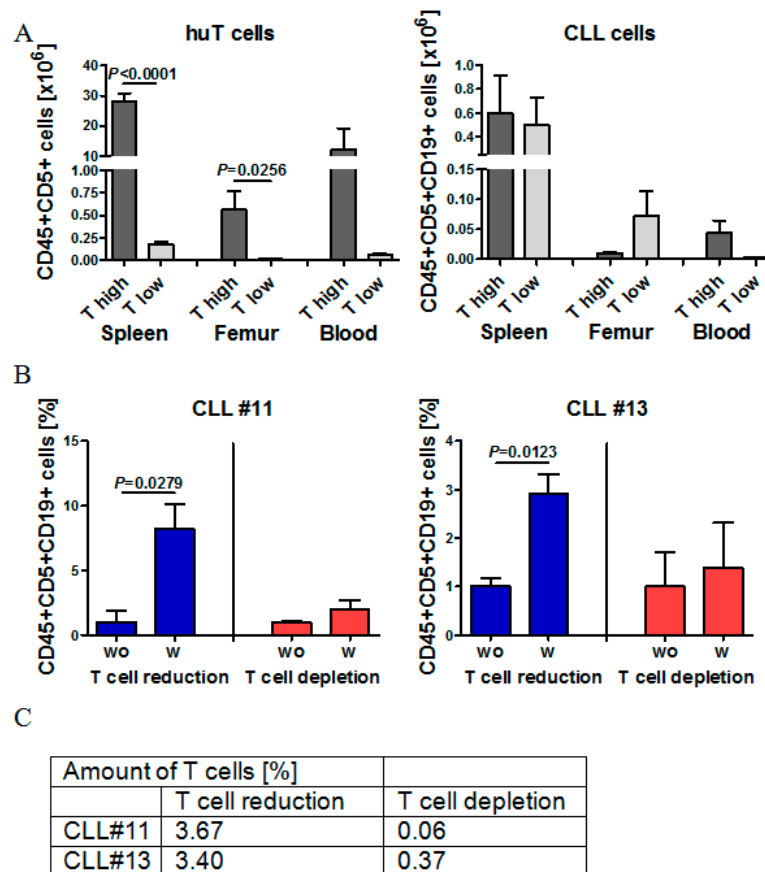 A
huT cells
CD45+CD5+ cells [x10⁶]
40
30
20
10
1.00
0.75
0.50
0.25
0.00
P<0.0001
P=0.0256
T high
T low
T high
T low
T high
T low
Spleen
Femur
Blood
CLL cells
CD45+CD5+CD19+ cells [x10⁶]
1.0
0.8
0.6
0.4
0.15
0.10
0.05
0.00
T high
T low
T high
T low
T high
T low
Spleen
Femur
Blood
B
CLL #11
CD45+CD5+CD19+ cells [%]
15
10
5
0
P=0.0279
wo
w
wo
w
T cell reduction
T cell depletion
CLL #13
CD45+CD5+CD19+ cells [%]
4
3
2
1
0
P=0.0123
wo
w
wo
w
T cell reduction
T cell depletion
C
Amount of T cells [%]
T cell reduction T cell depletion
CLL#11 3.67 0.06
CLL#13 3.40 0.37